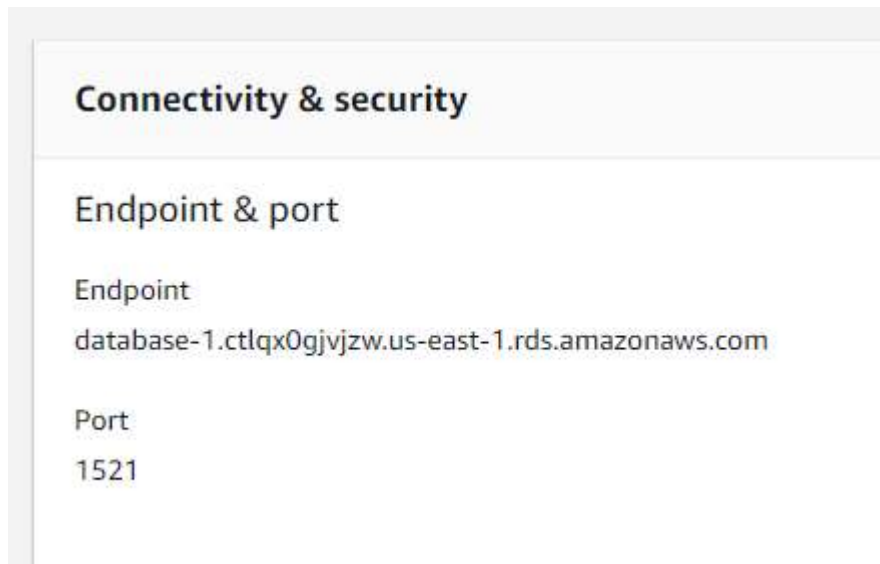 Connectivity & security
Endpoint & port
Endpoint
database-1.ctlqx0gjvjzw.us-east-1.rds.amazonaws.com
Port
1521